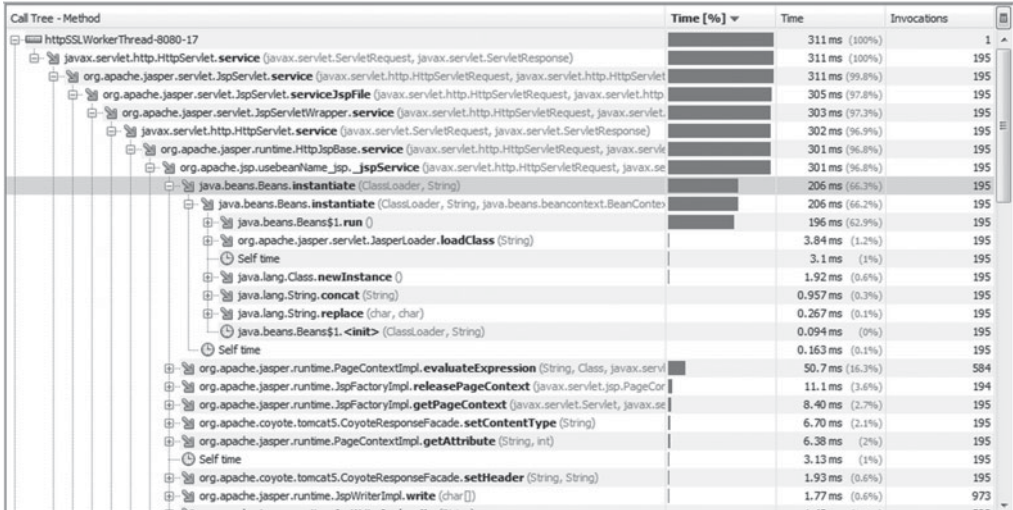 Call Tree - Method Time [%] Time Invocations
httpSSLWorkerThread-8080-17 311 ms (100%) 1
javax.servlet.http.HttpServlet.service (javax.servlet.ServletRequest, javax.servlet.ServletResponse) 311 ms (100%) 195
org.apache.jasper.servlet.JspServlet.service (javax.servlet.http.HttpServletRequest, javax.servlet.http.HttpServlet 311 ms (99.8%) 195
org.apache.jasper.servlet.JspServlet.serviceJspFile (javax.servlet.http.HttpServletRequest, javax.servlet.http 305 ms (97.8%) 195
org.apache.jasper.servlet.JspServletWrapper.service (javax.servlet.http.HttpServletRequest, javax.servlet. 303 ms (97.3%) 195
javax.servlet.http.HttpServlet.service (javax.servlet.ServletRequest, javax.servlet.ServletResponse) 302 ms (96.9%) 195
org.apache.jasper.runtime.HttpJspBase.service (javax.servlet.http.HttpServletRequest, javax.servle 301 ms (96.8%) 195
org.apache.jsp.usebeanName_jsp._jspService (javax.servlet.http.HttpServletRequest, javax.se 301 ms (96.8%) 195
java.beans.Beans.instantiate (ClassLoader, String) 206 ms (66.3%) 195
java.beans.Beans.instantiate (ClassLoader, String, java.beans.beancontext.BeanContex 206 ms (66.2%) 195
java.beans.Beans$1.run () 196 ms (62.9%) 195
org.apache.jasper.servlet.JasperLoader.loadClass (String) 3.84 ms (1.2%) 195
Self time 3.1 ms (1%) 195
java.lang.Class.newInstance () 1.92 ms (0.6%) 195
java.lang.String.concat (String) 0.957 ms (0.3%) 195
java.lang.String.replace (char, char) 0.267 ms (0.1%) 195
java.beans.Beans$1.<init> (ClassLoader, String) 0.094 ms (0%) 195
Self time 0.163 ms (0.1%) 195
org.apache.jasper.runtime.PageContextImpl.evaluateExpression (String, Class, javax.servl 50.7 ms (16.3%) 584
org.apache.jasper.runtime.JspFactoryImpl.releasePageContext (javax.servlet.jsp.PageCor 11.1 ms (3.6%) 194
org.apache.jasper.runtime.JspFactoryImpl.getPageContext (javax.servlet.Servlet, javax.se 8.40 ms (2.7%) 195
org.apache.coyote.tomcat5.CoyoteResponseFacade.setContentType (String) 6.70 ms (2.1%) 195
org.apache.jasper.runtime.PageContextImpl.getAttribute (String, int) 6.38 ms (2%) 195
Self time 3.13 ms (1%) 195
org.apache.coyote.tomcat5.CoyoteResponseFacade.setHeader (String, String) 1.93 ms (0.6%) 195
org.apache.jasper.runtime.JspWriterImpl.write (char[]) 1.77 ms (0.6%) 973